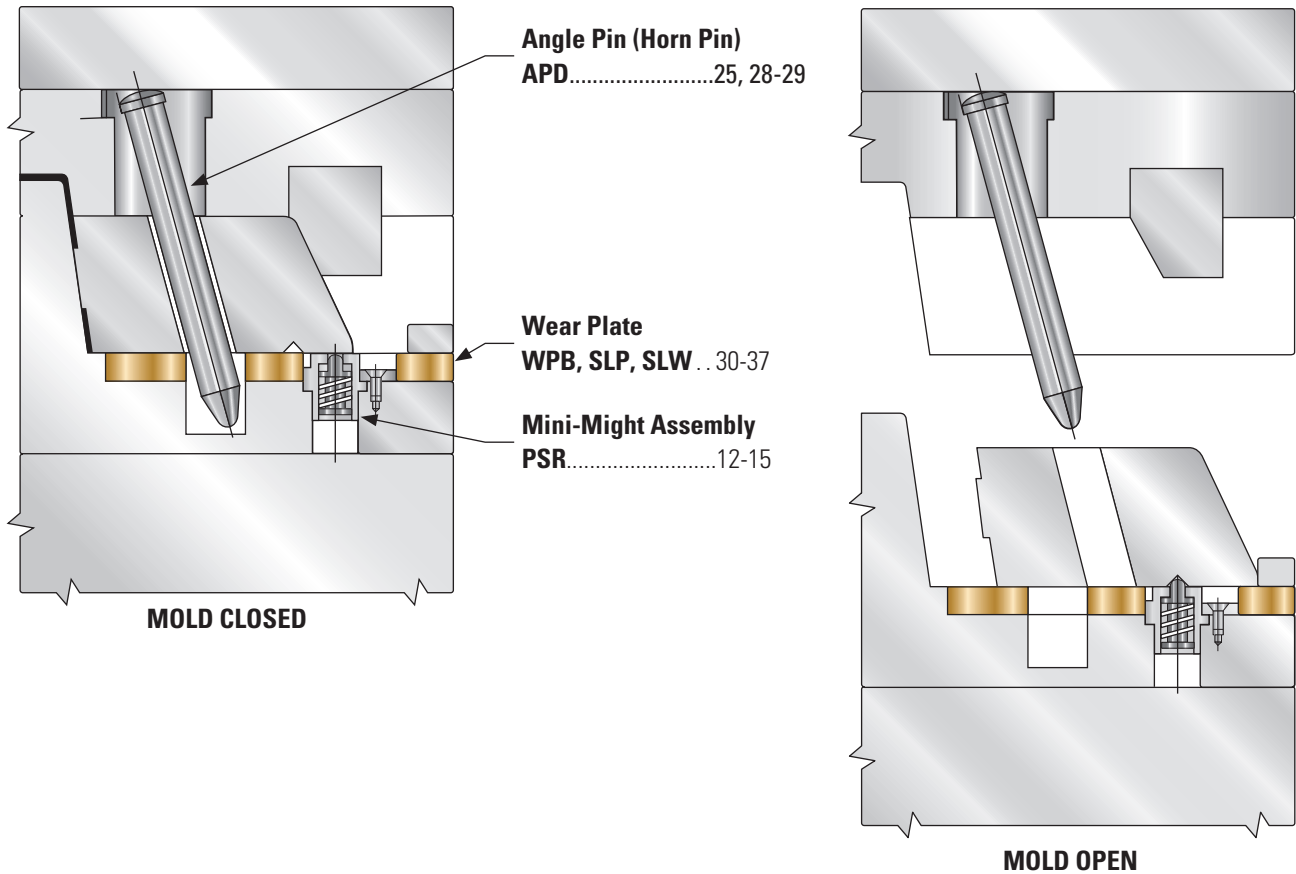 Angle Pin (Horn Pin)
APD.........................25, 28-29
Wear Plate
WPB, SLP, SLW . . 30-37
Mini-Might Assembly
PSR..........................12-15
MOLD CLOSED
MOLD OPEN